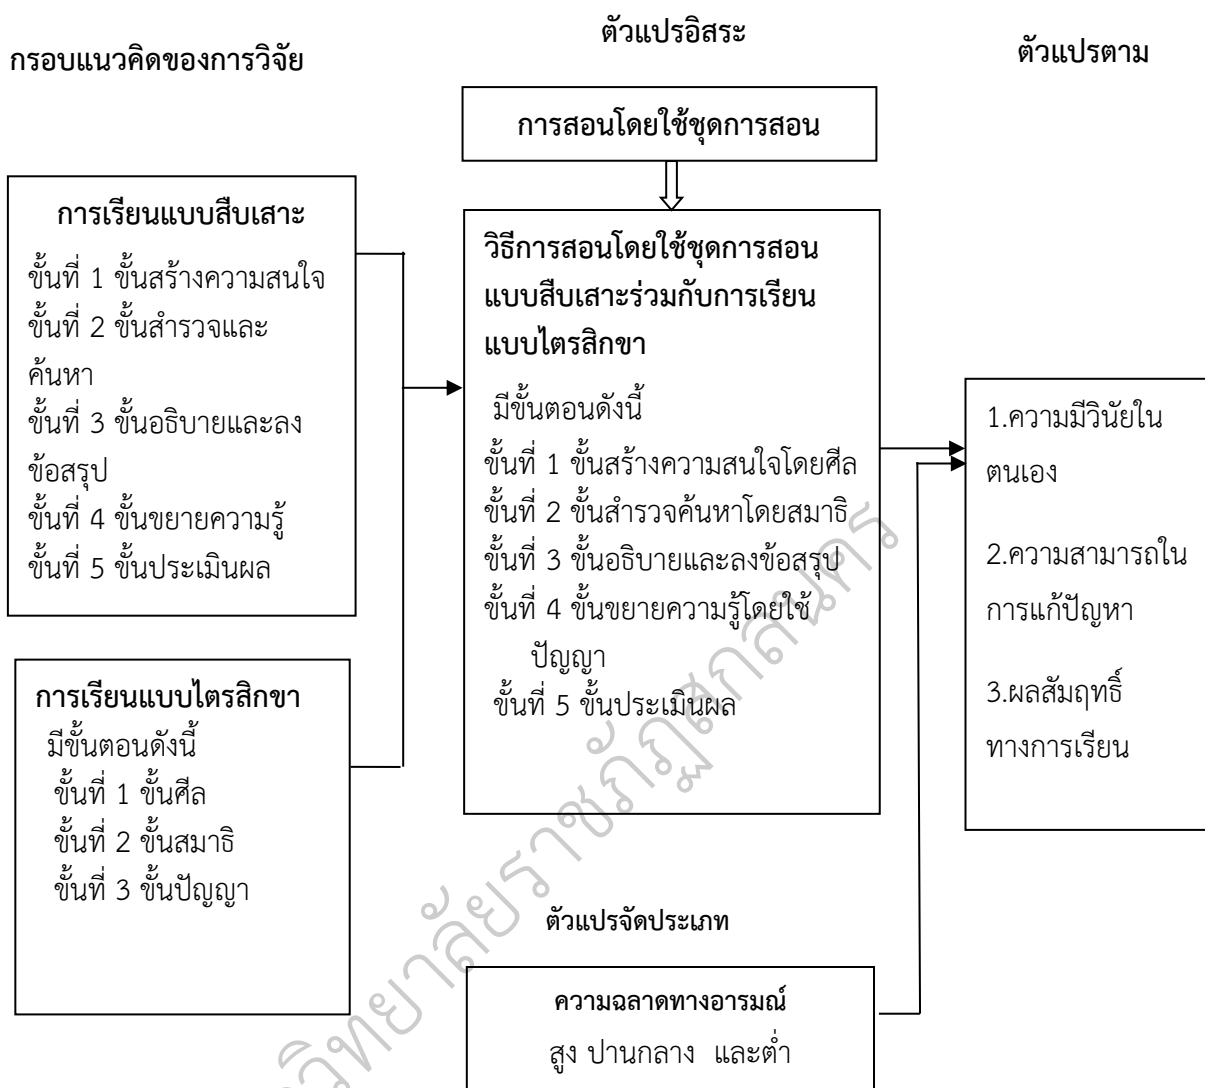 กรอบแนวคิดของการวิจัย
ตัวแปรอิสระ
ตัวแปรตาม
การสอนโดยใช้ชุดการสอน
การเรียนแบบสืบเสาะ
ขั้นที่ 1 ขั้นสร้างความสนใจ
ขั้นที่ 2 ขั้นสำรวจและ
ค้นหา
ขั้นที่ 3 ขั้นอธิบายและลง
ข้อสรุป
ขั้นที่ 4 ขั้นขยายความรู้
ขั้นที่ 5 ขั้นประเมินผล
การเรียนแบบไตรสิกขา
มีขั้นตอนดังนี้
ขั้นที่ 1 ขั้นศีล
ขั้นที่ 2 ขั้นสมาธิ
ขั้นที่ 3 ขั้นปัญญา
วิธีการสอนโดยใช้ชุดการสอน
แบบสืบเสาะร่วมกับการเรียน
แบบไตรสิกขา
มีขั้นตอนดังนี้
ขั้นที่ 1 ขั้นสร้างความสนใจโดยศีล
ขั้นที่ 2 ขั้นสำรวจค้นหาโดยสมาธิ
ขั้นที่ 3 ขั้นอธิบายและลงข้อสรุป
ขั้นที่ 4 ขั้นขยายความรู้โดยใช้
ปัญญา
ขั้นที่ 5 ขั้นประเมินผล
1.ความมีวินัยใน
ตนเอง
2.ความสามารถใน
การแก้ปัญหา
3.ผลสัมฤทธิ์
ทางการเรียน
ตัวแปรจัดประเภท
ความฉลาดทางอารมณ์
สูง ปานกลาง และต่ำ
วิทยาลัยราชภัฏสกลนคร